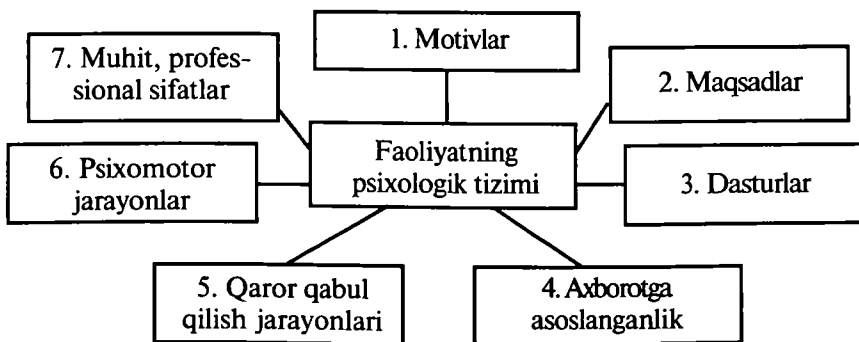 1. Motivlar
7. Muhit, profes-
sional sifatlar
2. Maqsadlar
Faoliyatning
psixologik tizimi
6. Psixomotor
jarayonlar
3. Dasturlar
5. Qaror qabul
qilish jarayonlari
4. Axborotga
asoslanganlik